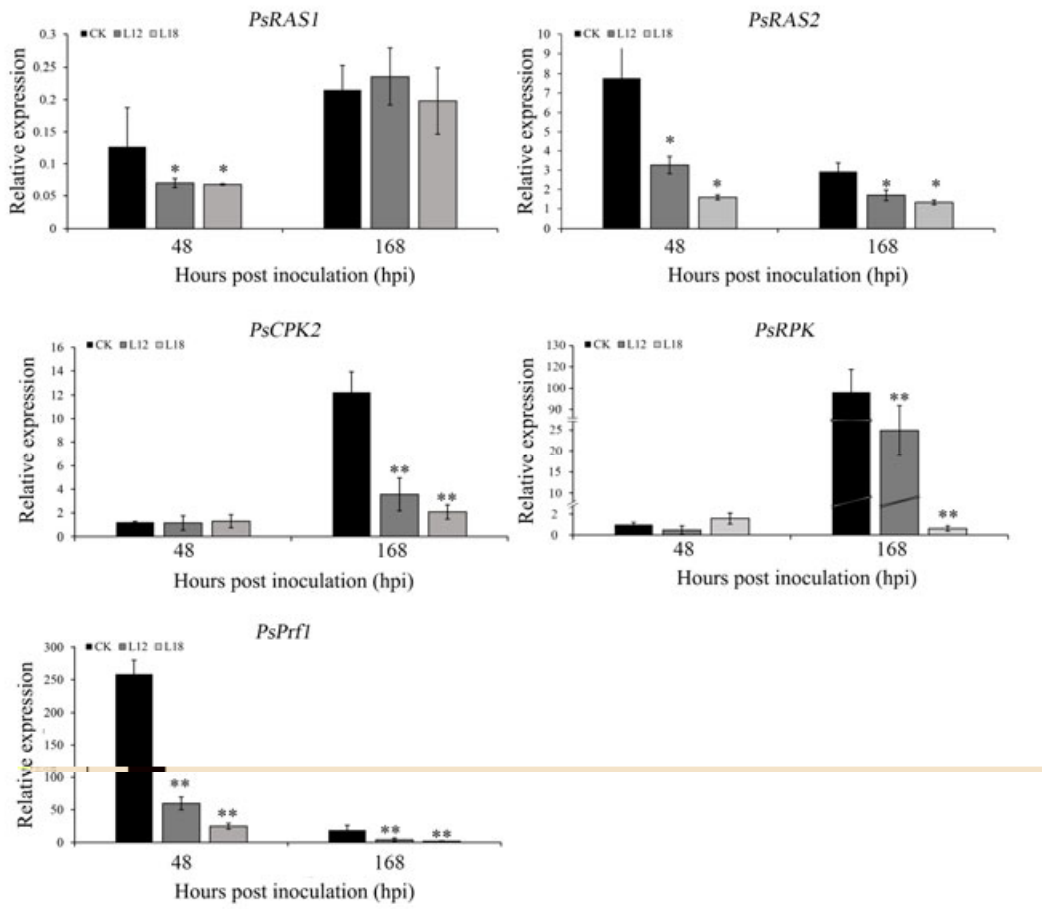 PsRAS1
CK L12 L18
Relative expression
0.3
0.25
0.2
0.15
0.1
0.05
0
* *
48 168
Hours post inoculation (hpi)
PsRAS2
CK L12 L18
Relative expression
10
9
8
7
6
5
4
3
2
1
0
* * * *
48 168
Hours post inoculation (hpi)
PsCPK2
CK L12 L18
Relative expression
16
14
12
10
8
6
4
2
0
** **
48 168
Hours post inoculation (hpi)
PsRPK
CK L12 L18
Relative expression
130
120
110
100
90
25
20
15
10
2
0
** **
48 168
Hours post inoculation (hpi)
PsPrf1
CK L12 L18
Relative expression
300
250
200
150
100
50
0
** ** ** **
48 168
Hours post inoculation (hpi)